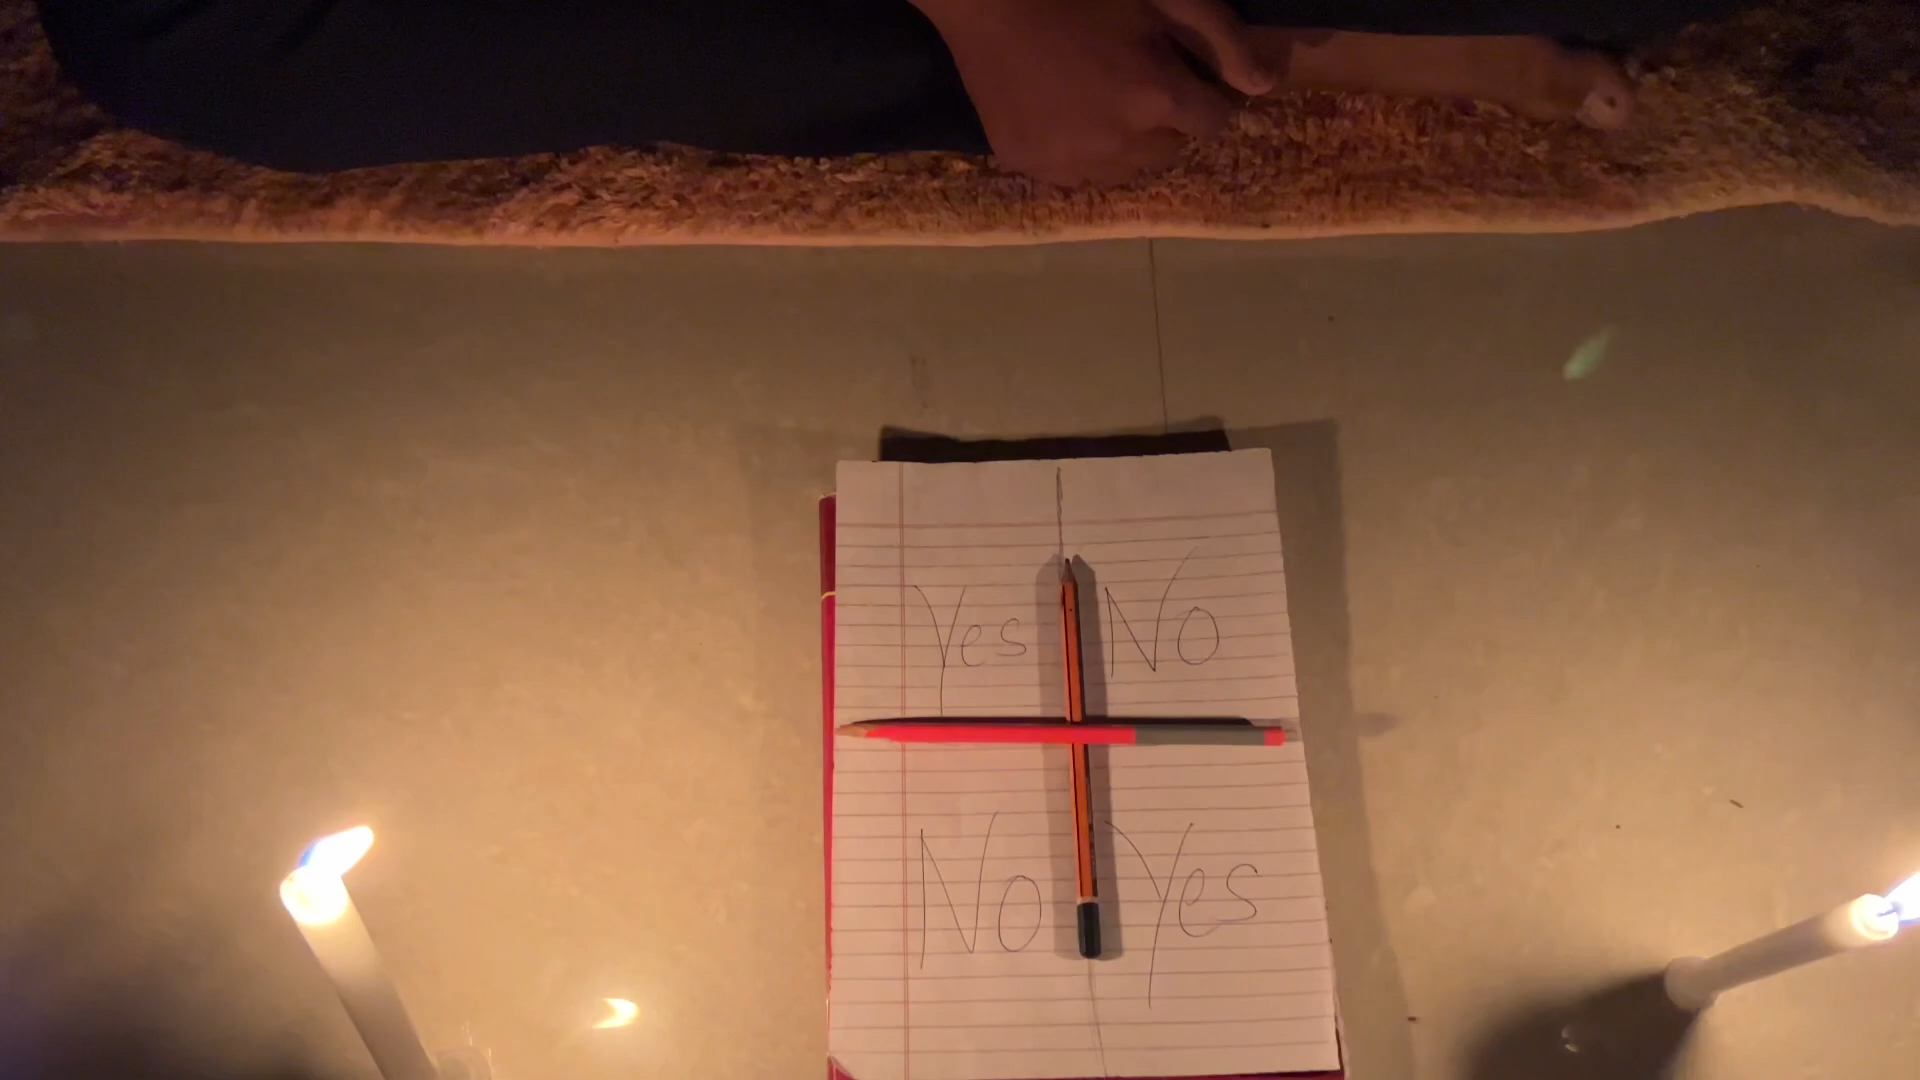 Yes No
No Yes